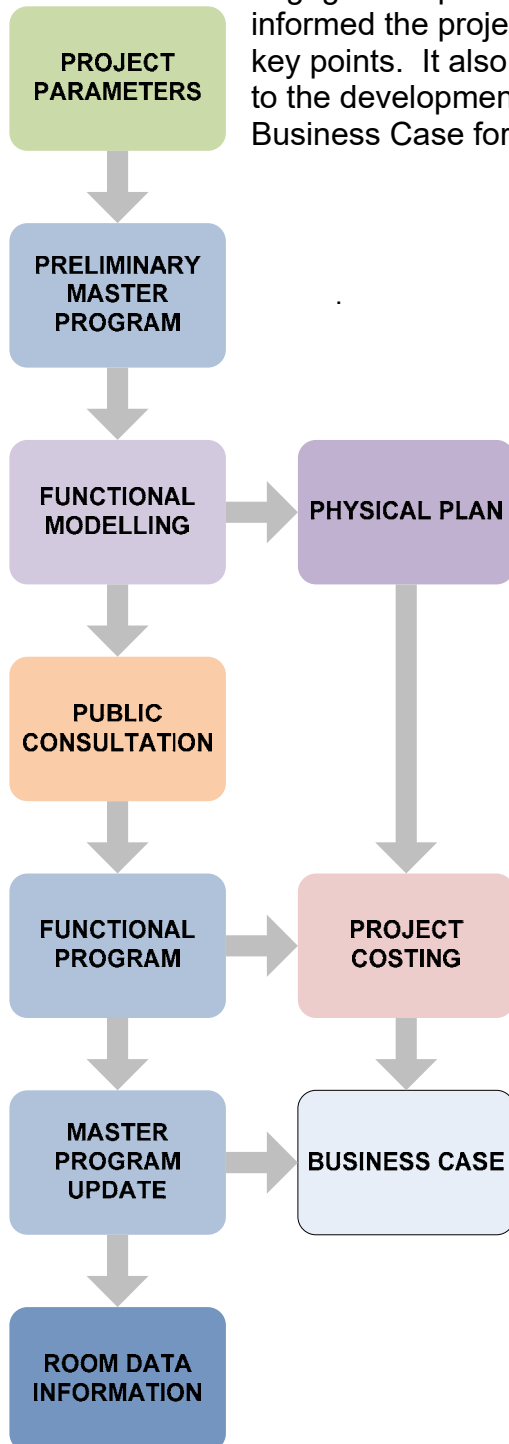 informed the projec
key points. It also
to the developmen
Business Case for
PROJECT
PARAMETERS
PRELIMINARY
MASTER
PROGRAM
.
FUNCTIONAL
MODELLING
PHYSICAL PLAN
PUBLIC
CONSULTATION
FUNCTIONAL
PROGRAM
PROJECT
COSTING
MASTER
PROGRAM
UPDATE
BUSINESS CASE
ROOM DATA
INFORMATION